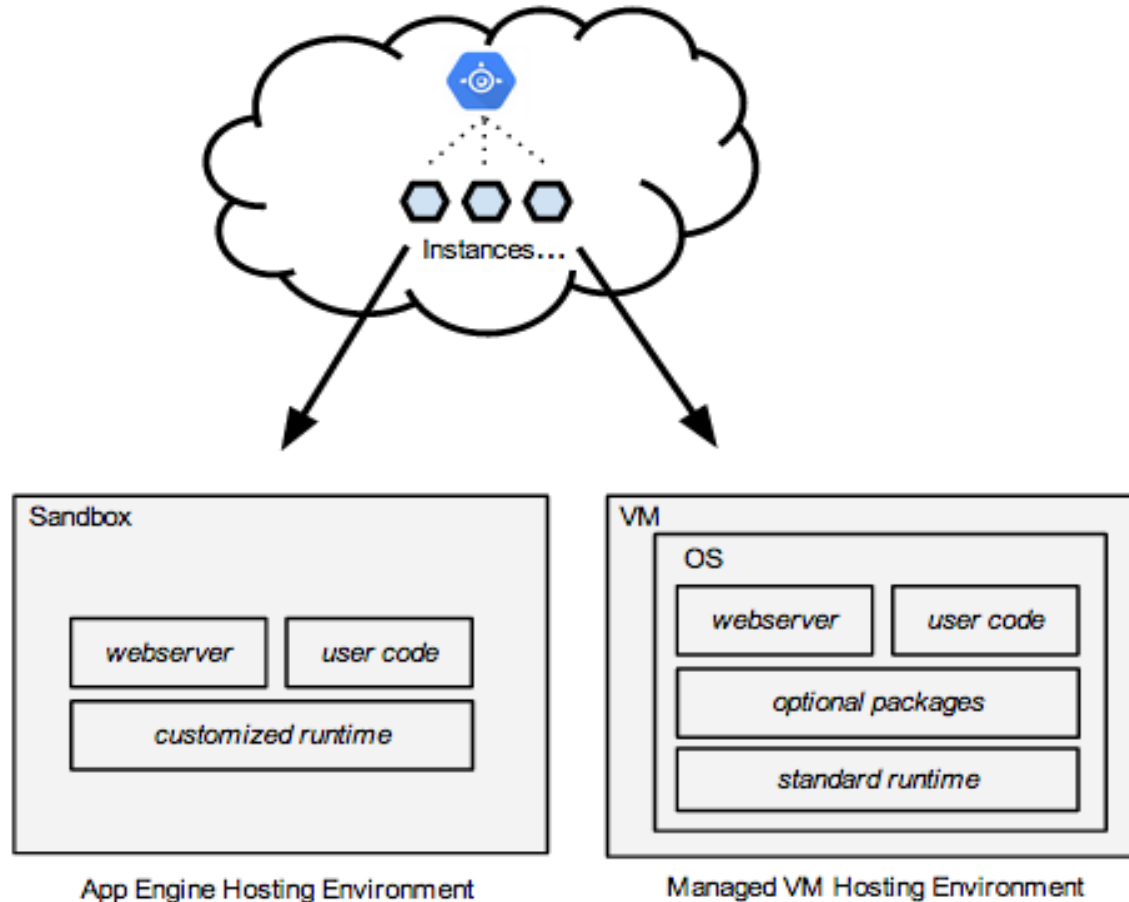 Instances...
Sandbox
webserver
user code
customized runtime
App Engine Hosting Environment
VM
OS
webserver
user code
optional packages
standard runtime
Managed VM Hosting Environment